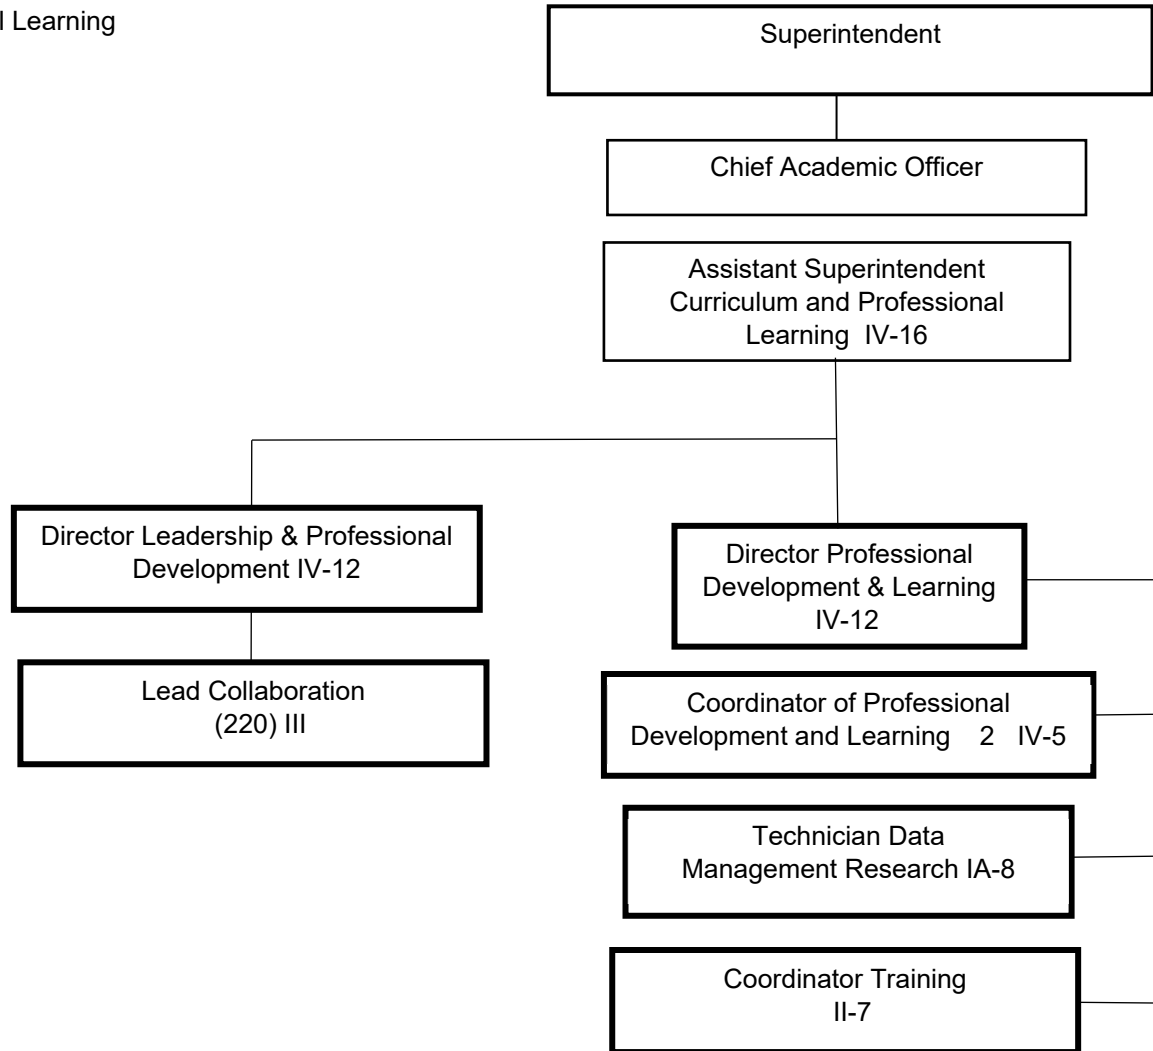 l Learning
Superintendent
Chief Academic Officer
Assistant Superintendent
Curriculum and Professional
Learning IV-16
Director Leadership & Professional
Development IV-12
Director Professional
Development & Learning
IV-12
Lead Collaboration
(220) III
Coordinator of Professional
Development and Learning 2 IV-5
Technician Data
Management Research IA-8
Coordinator Training
II-7